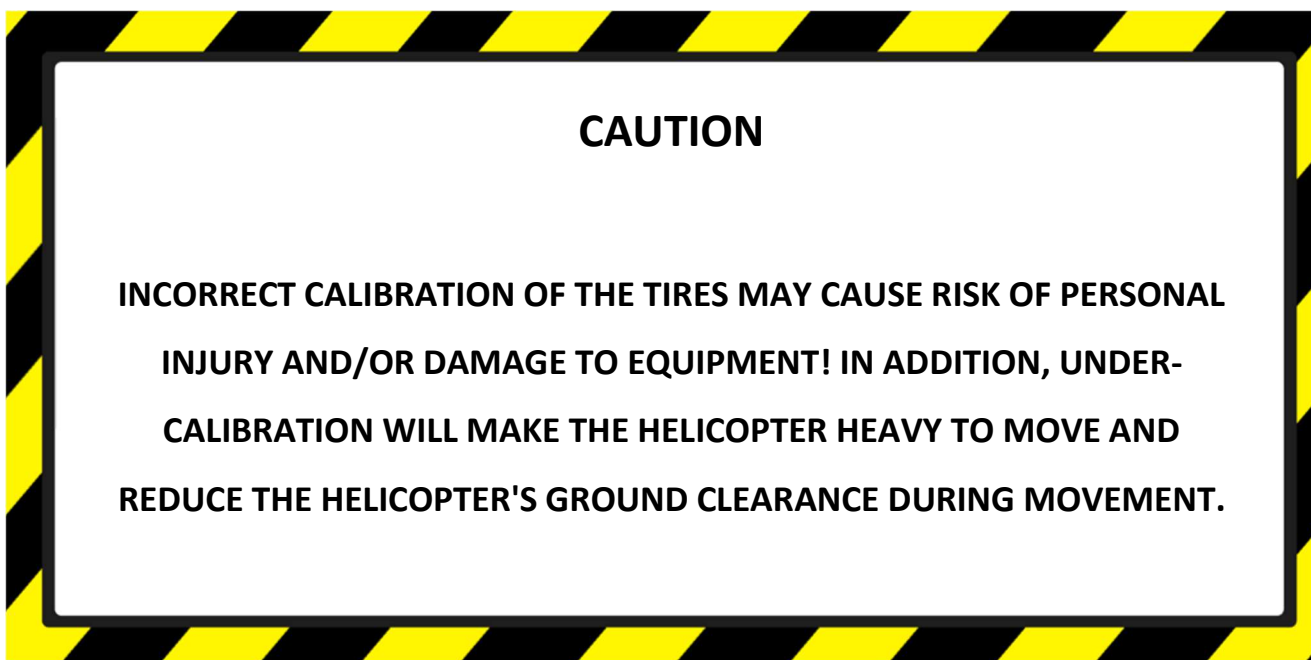 CAUTION
INCORRECT CALIBRATION OF THE TIRES MAY CAUSE RISK OF PERSONAL
INJURY AND/OR DAMAGE TO EQUIPMENT! IN ADDITION, UNDER-
CALIBRATION WILL MAKE THE HELICOPTER HEAVY TO MOVE AND
REDUCE THE HELICOPTER'S GROUND CLEARANCE DURING MOVEMENT.